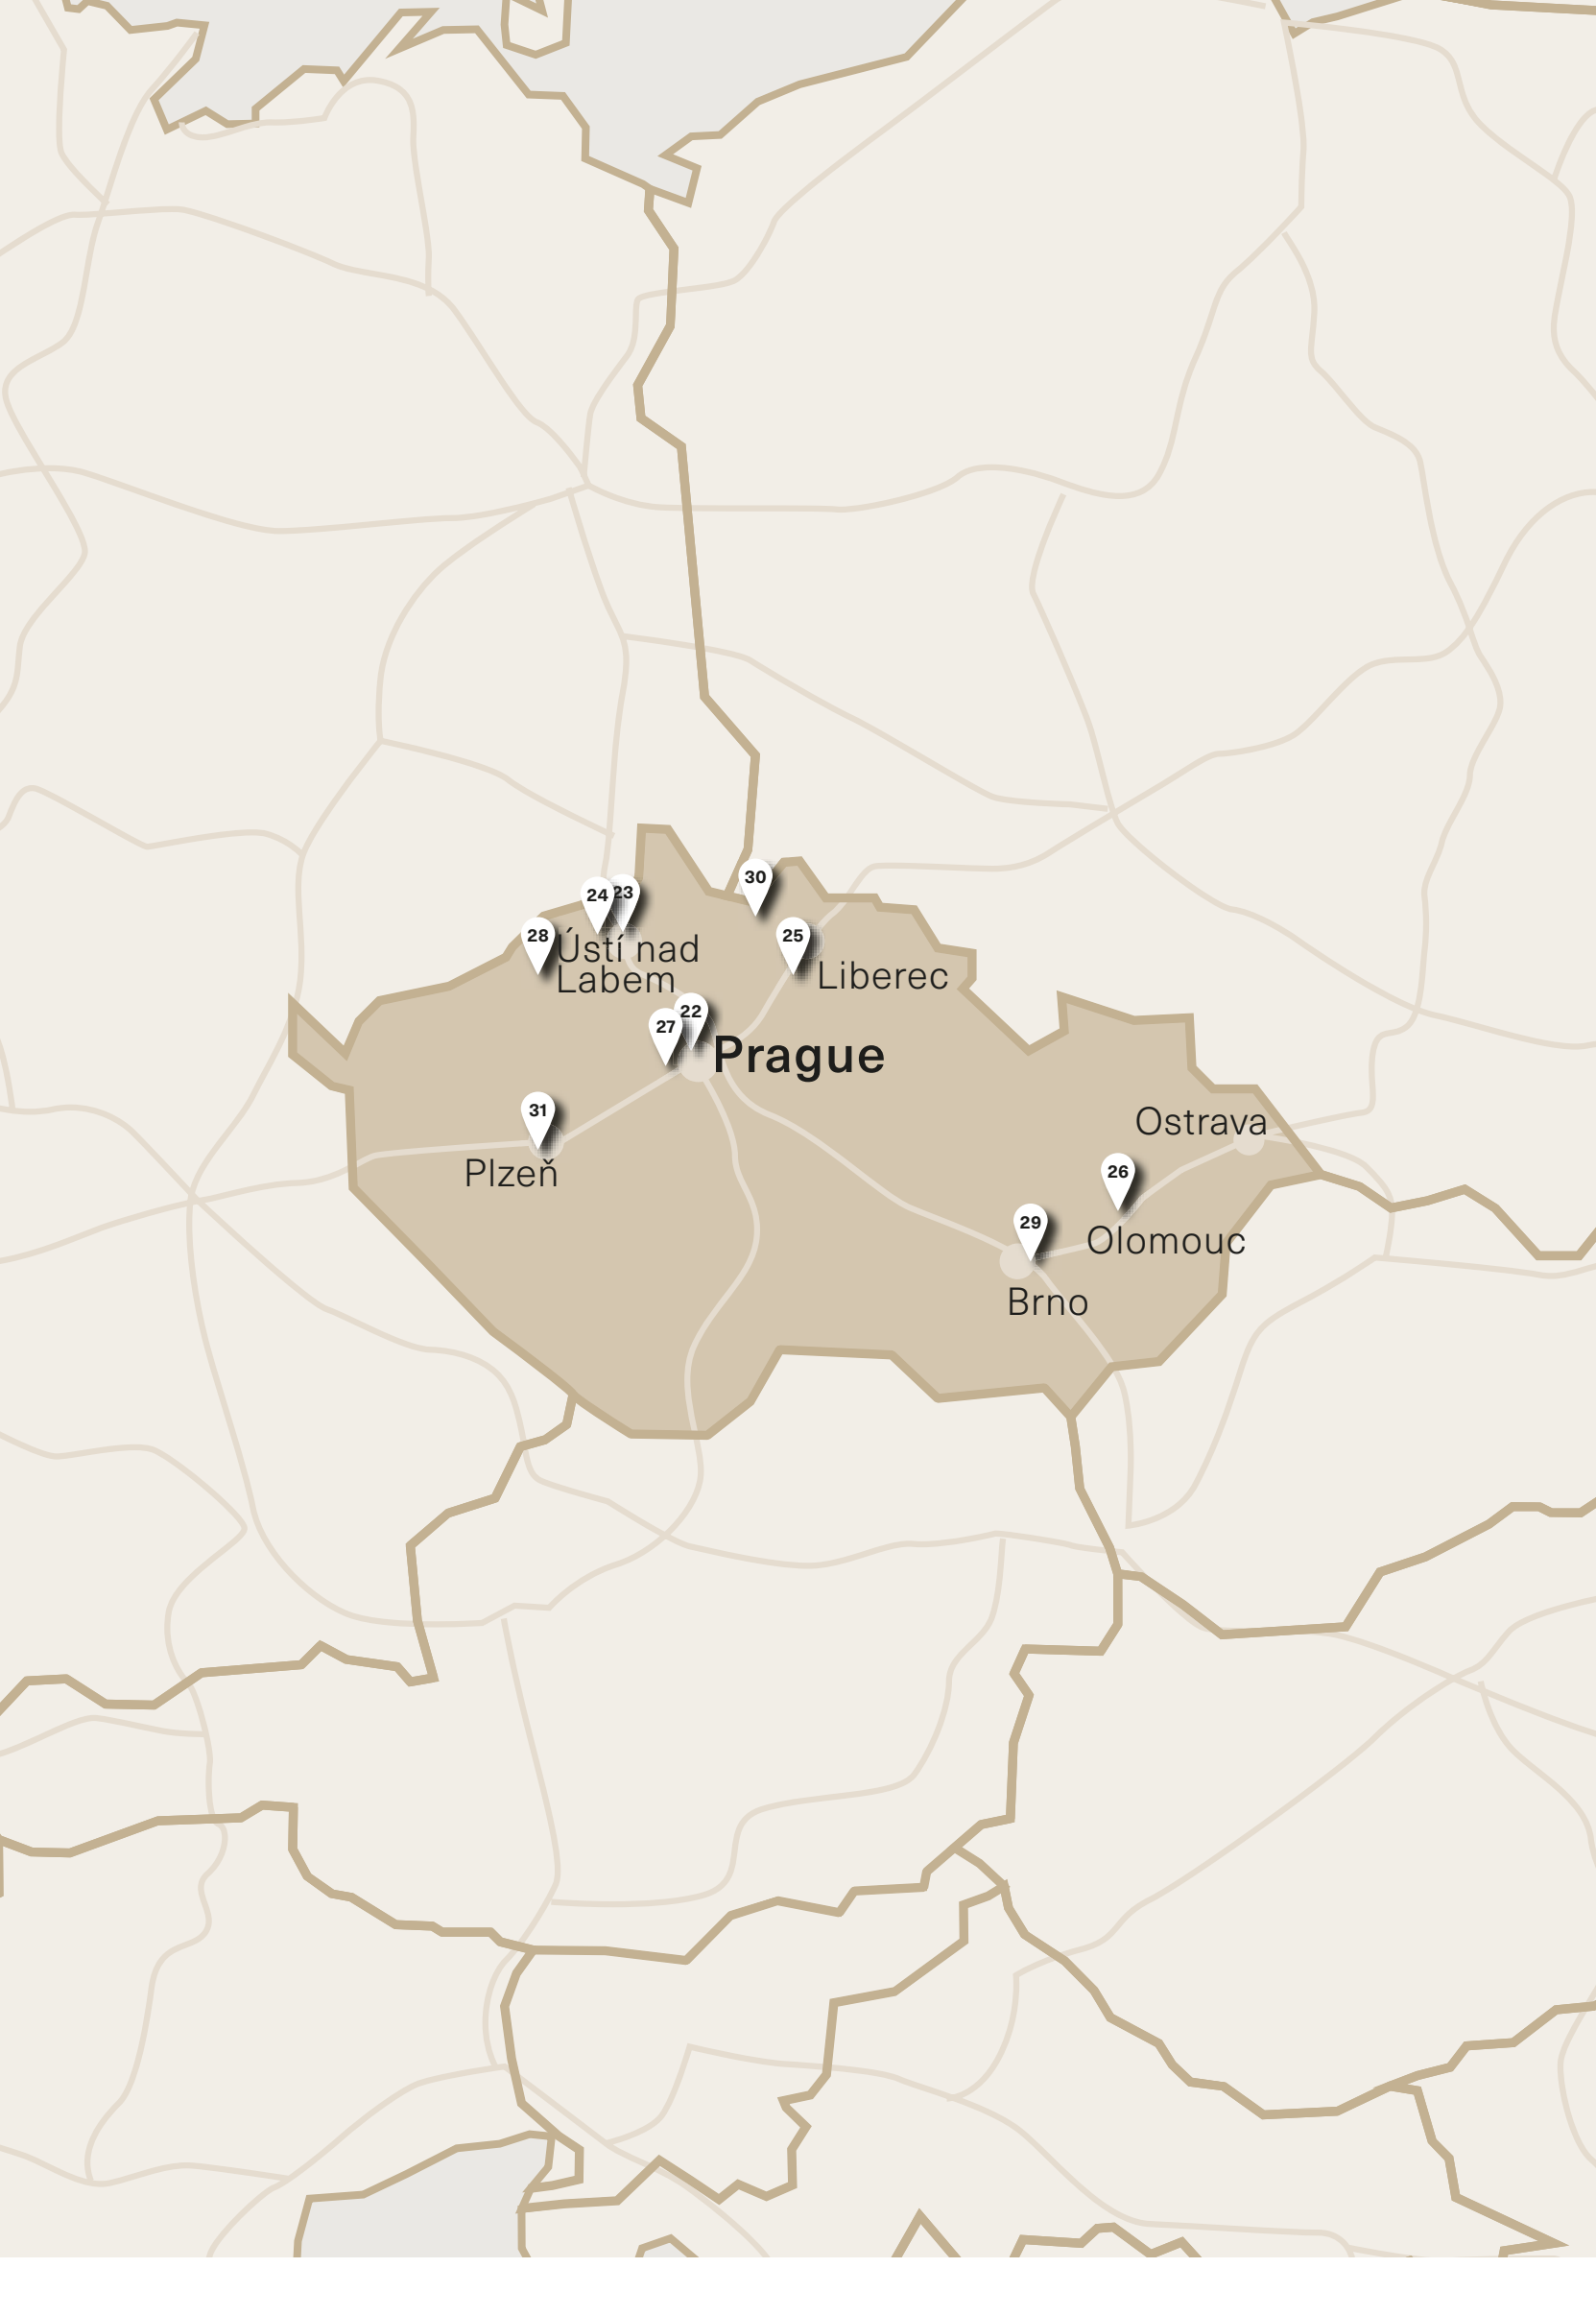 30
24
23
28
25
Ústí nad
Labem
Liberec
22
27
Prague
31
Ostrava
Plzeň
26
29
Olomouc
Brno